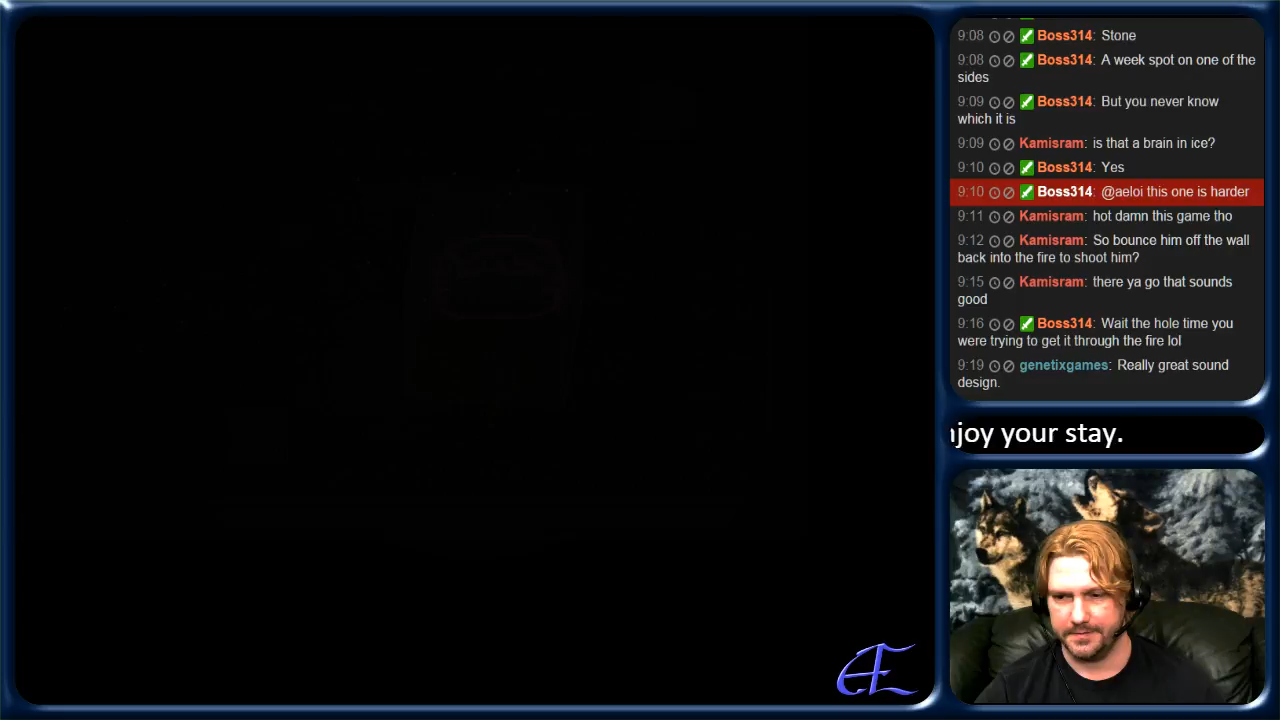 9:08 Boss314: Stone
9:08 Boss314: A week spot on one of the
sides
9:09 Boss314: But you never know
which it is
9:09 Kamisram: is that a brain in ice?
9:10 Boss314: Yes
9:10 Boss314: @aeloi this one is harder
9:11 Kamisram: hot damn this game tho
9:12 Kamisram: So bounce him off the wall
back into the fire to shoot him?
9:15 Kamisram: there ya go that sounds
good
9:16 Boss314: Wait the hole time you
were trying to get it through the fire lol
9:19 genetixgames: Really great sound
design.
njoy your stay.